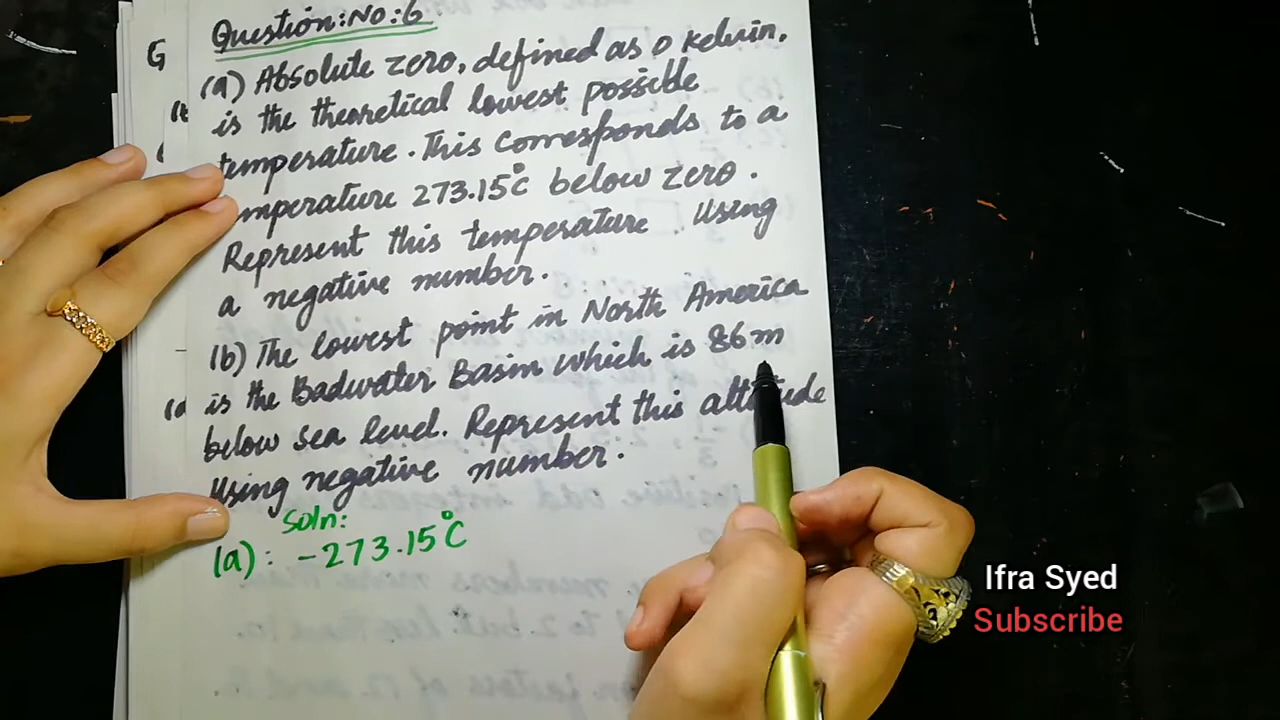 Question:No:6
G
(a) Absolute zero, defined as 0 kelvin,
is the theoretical lowest possible
temperature. This corresponds to a
mperature 273.15°C below zero.
Represent this temperature Using
a negative number.
(b) The lowest point in North America
is the Badwater Basin which is 86m
below sea level. Represent this altitude
Using negative number.
Soln:
(a): -273.15°C
Ifra Syed
Subscribe